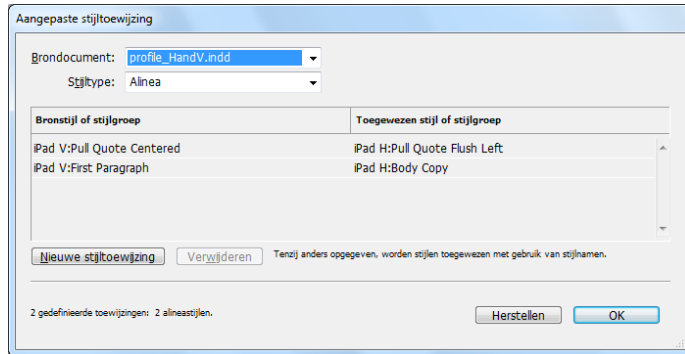 Aangepaste stijltoewijzing
Brondocument: profile_HandV.indd
Stijltype: Alinea
Bronstijl of stijlgroep Toegewezen stijl of stijlgroep
iPad V:Pull Quote Centered iPad H:Pull Quote Flush Left
iPad V:First Paragraph iPad H:Body Copy
Nieuwe stijltoewijzing Verwijderen Tenzij anders opgegeven, worden stijlen toegewezen met gebruik van stijlnamen.
2 gedefinieerde toewijzingen: 2 alineastijlen.
Herstellen OK